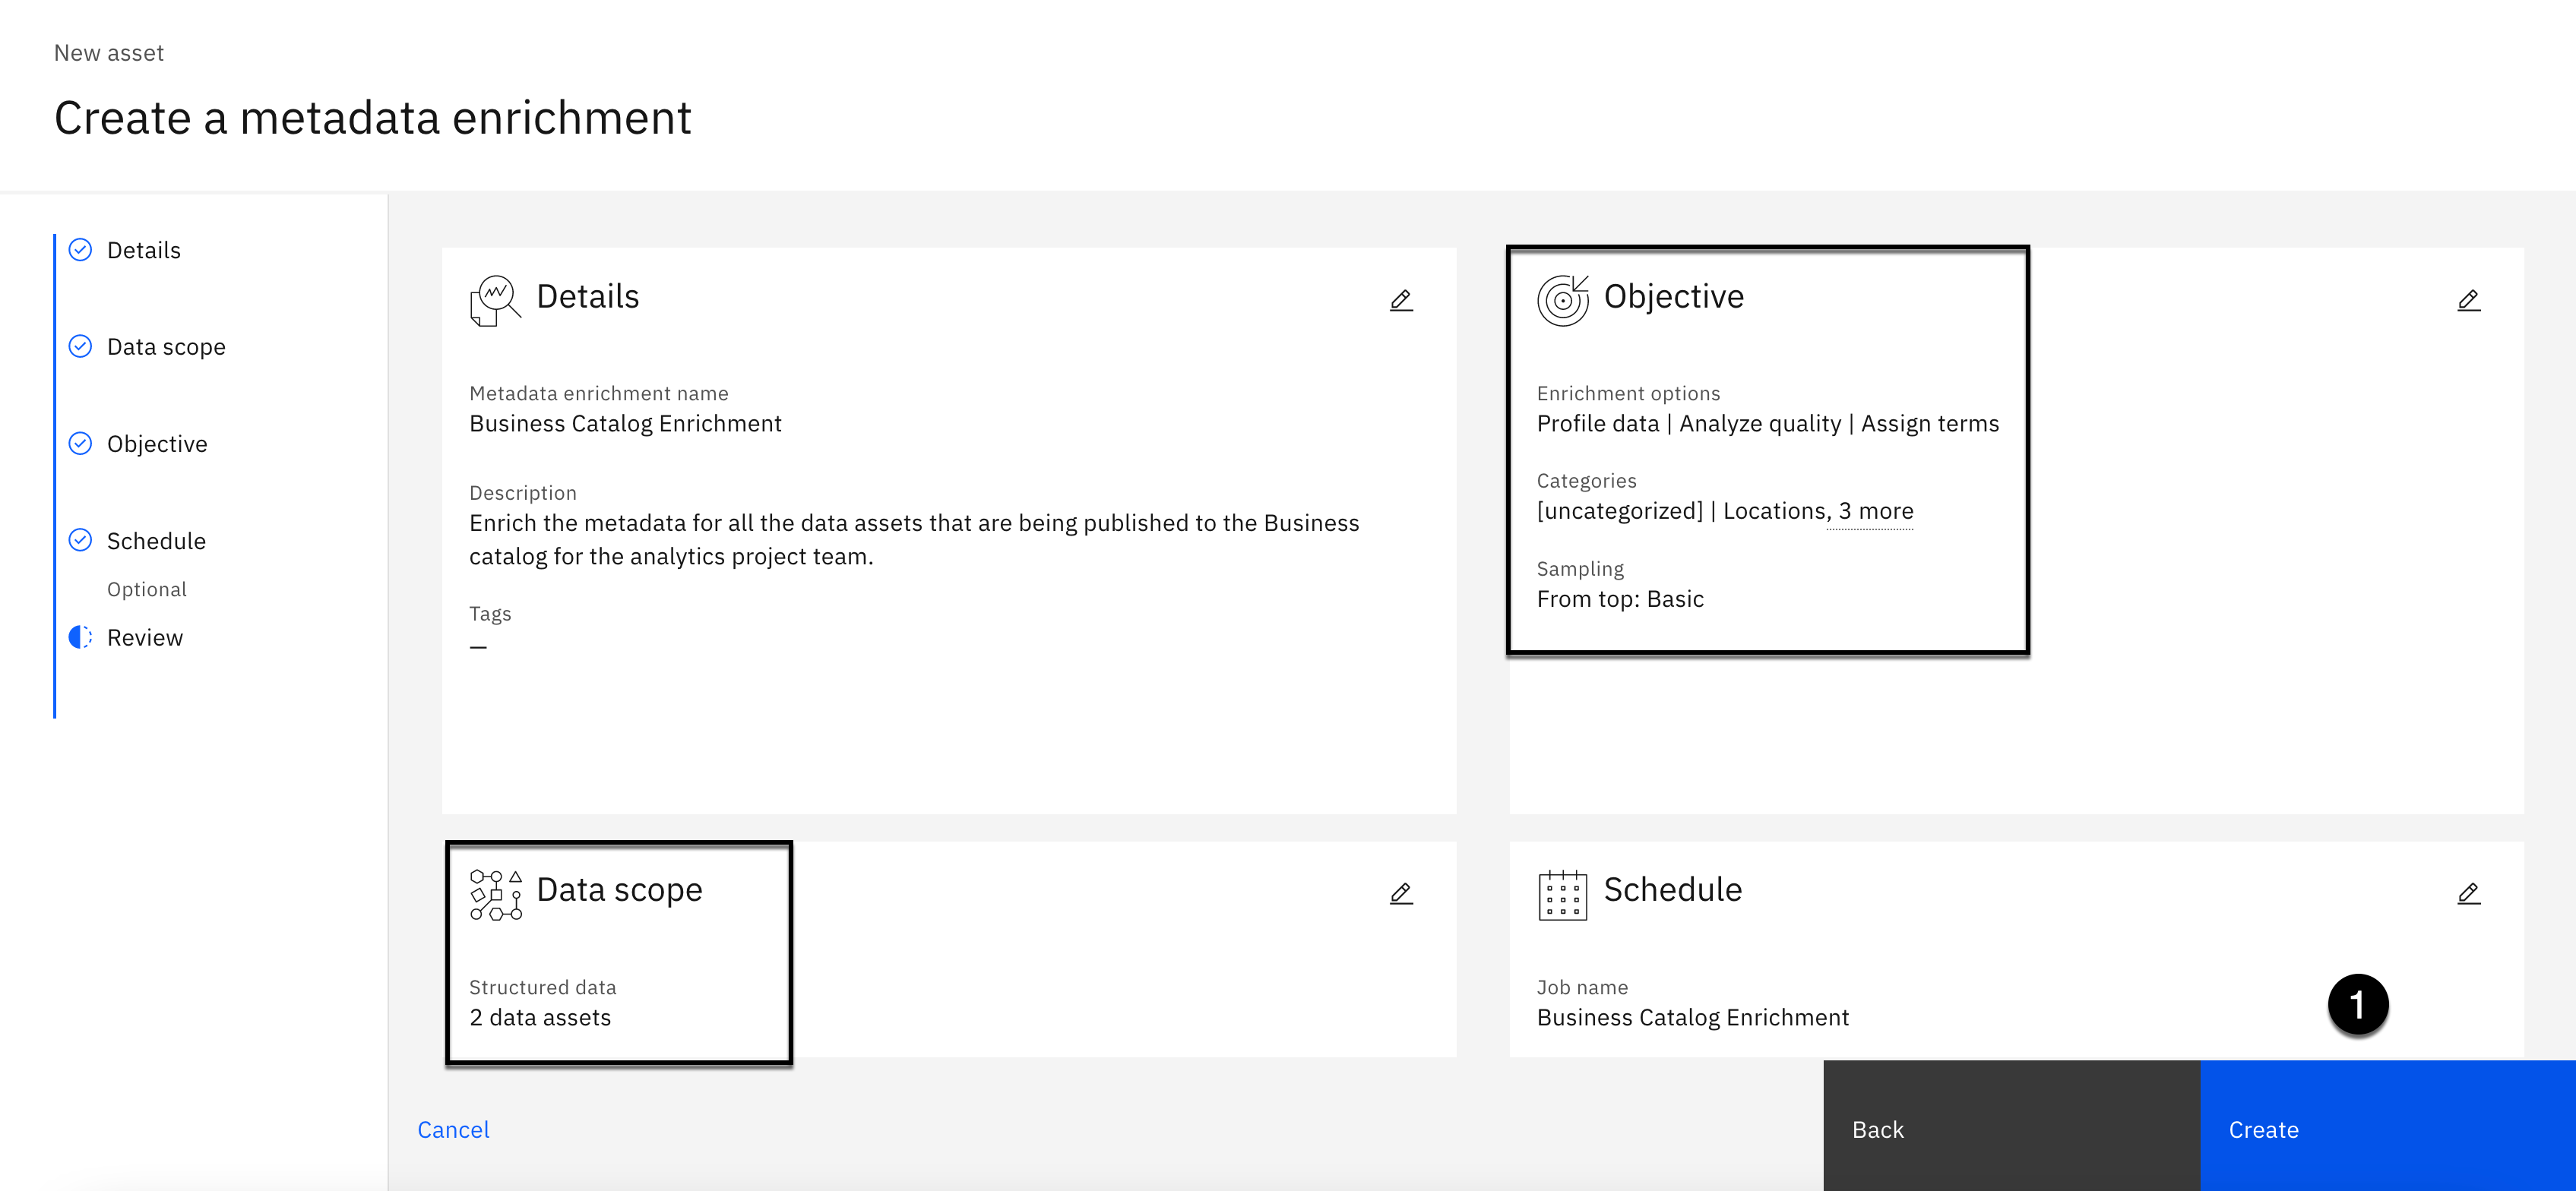 New asset
Create a metadata enrichment
Details
Data scope
Objective
Schedule
Optional
Review
Details
Metadata enrichment name
Business Catalog Enrichment
Description
Enrich the metadata for all the data assets that are being published to the Business
catalog for the analytics project team.
Tags
—
Objective
Enrichment options
Profile data | Analyze quality | Assign terms
Categories
[uncategorized] | Locations, 3 more
Sampling
From top: Basic
Data scope
Structured data
2 data assets
Schedule
Job name
Business Catalog Enrichment
1
Cancel
Back
Create